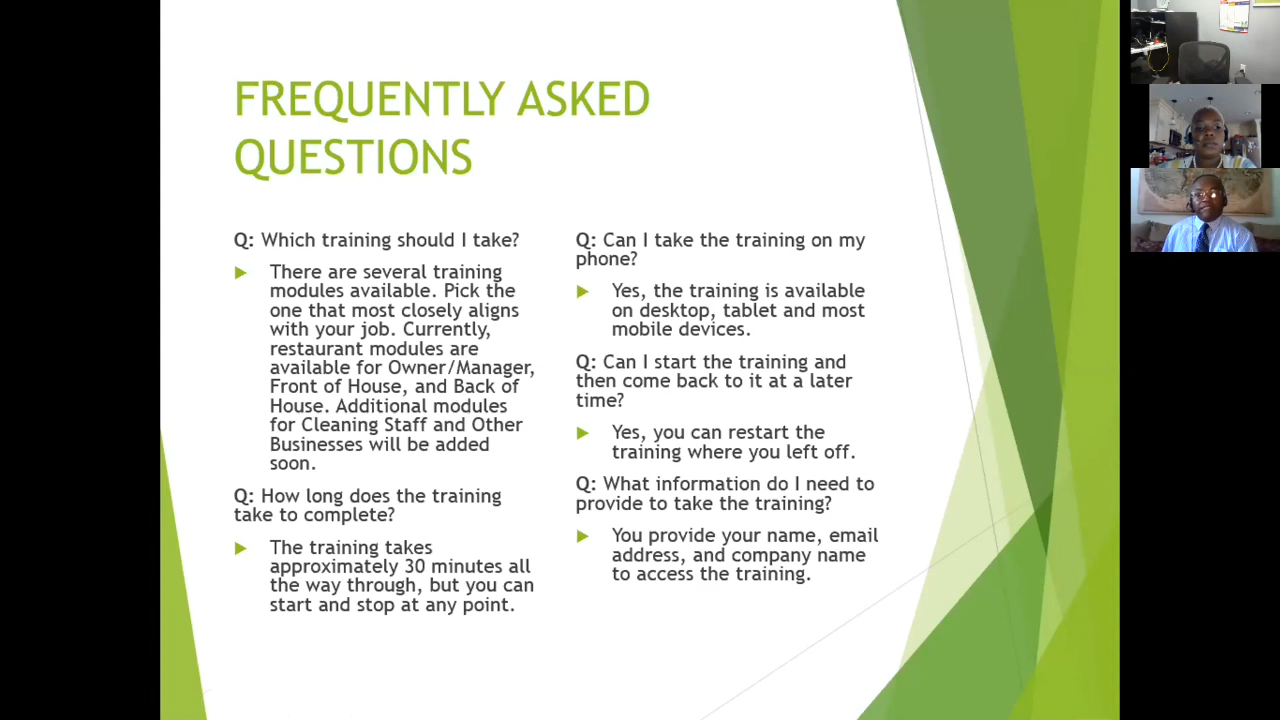 FREQUENTLY ASKED
QUESTIONS
Q: Which training should I take?
There are several training
modules available. Pick the
one that most closely aligns
with your job. Currently,
restaurant modules are
available for Owner/Manager,
Front of House, and Back of
House. Additional modules
for Cleaning Staff and Other
Businesses will be added
soon.
Q: How long does the training
take to complete?
The training takes
approximately 30 minutes all
the way through, but you can
start and stop at any point.
Q: Can I take the training on my
phone?
Yes, the training is available
on desktop, tablet and most
mobile devices.
Q: Can I start the training and
then come back to it at a later
time?
Yes, you can restart the
training where you left off.
Q: What information do I need to
provide to take the training?
You provide your name, email
address, and company name
to access the training.